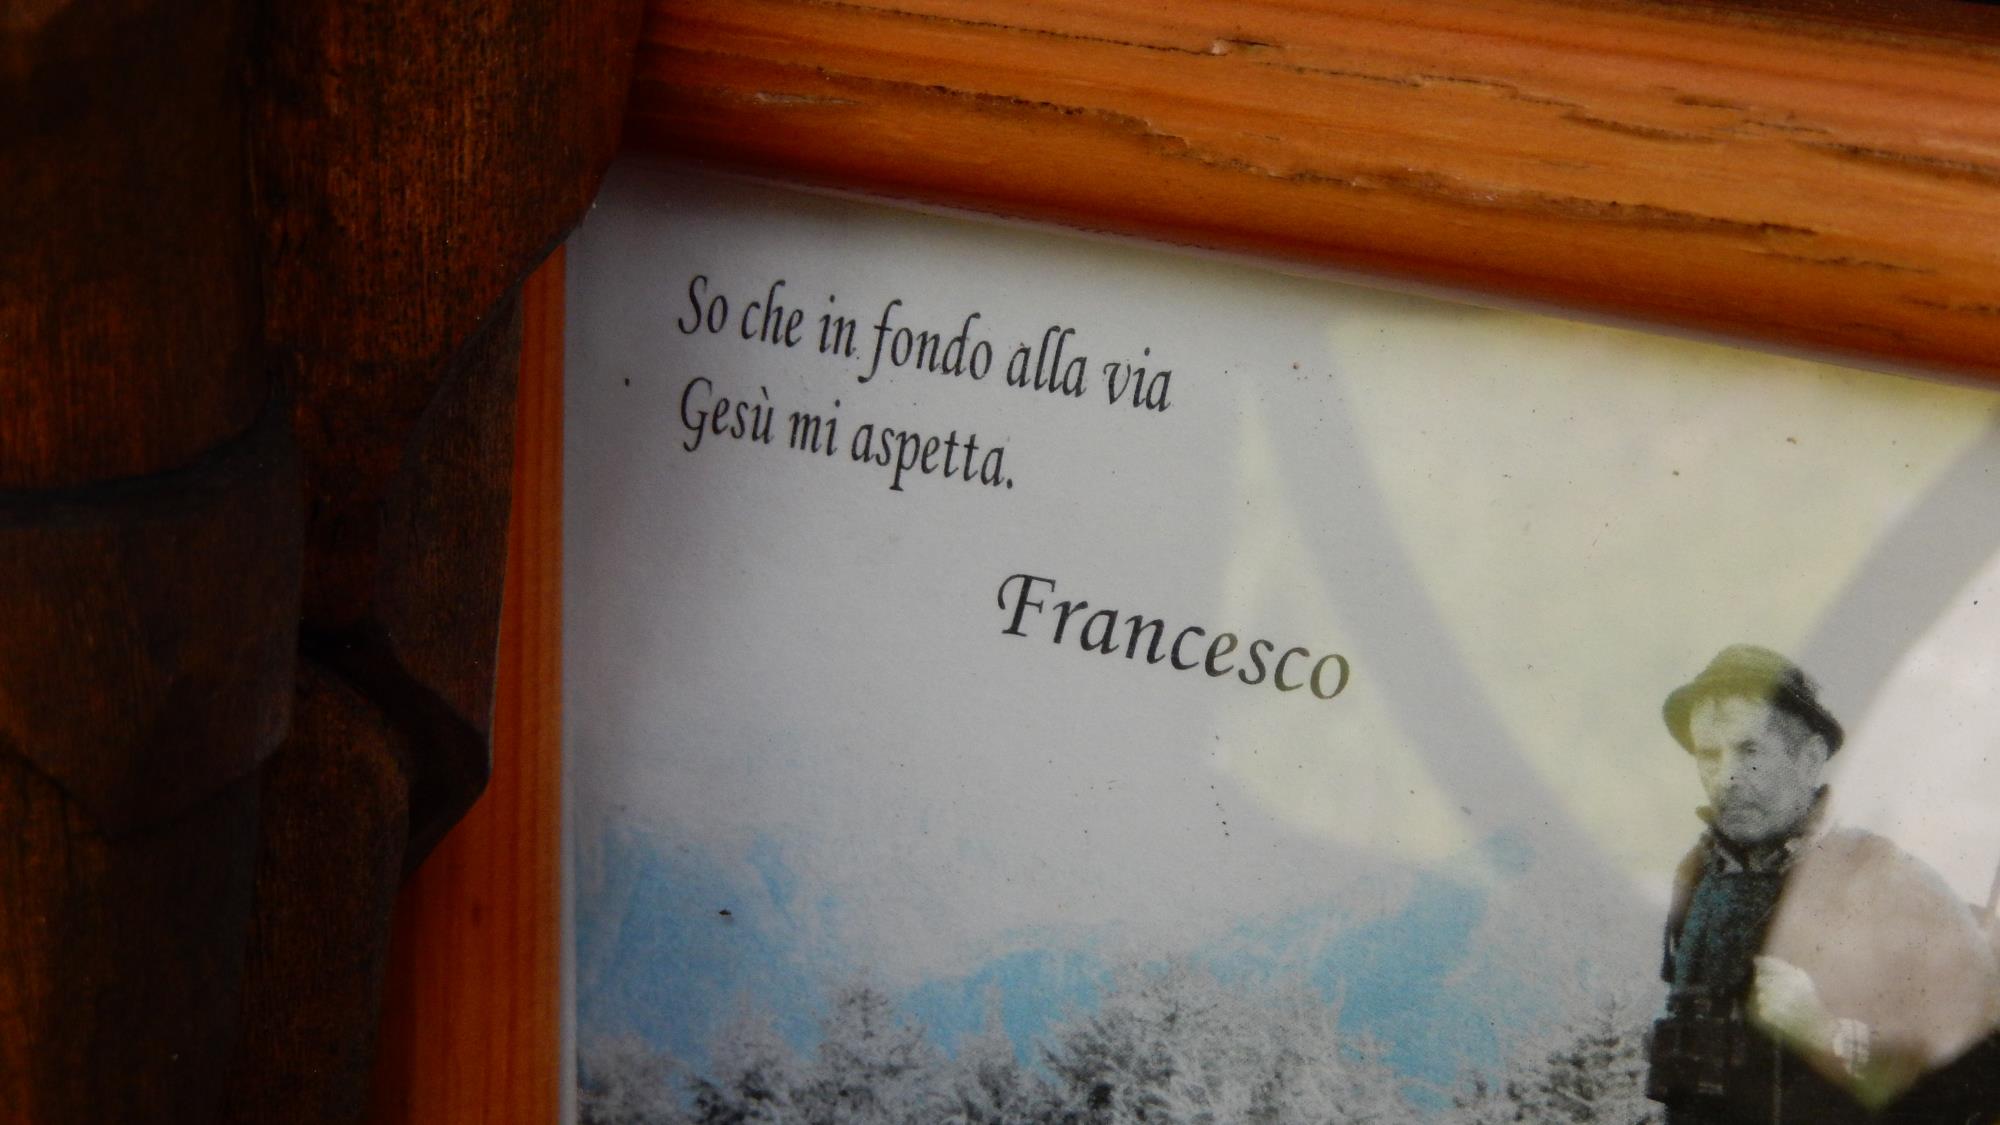 So che in fondo alla via
Gesù mi aspetta.
Francesco